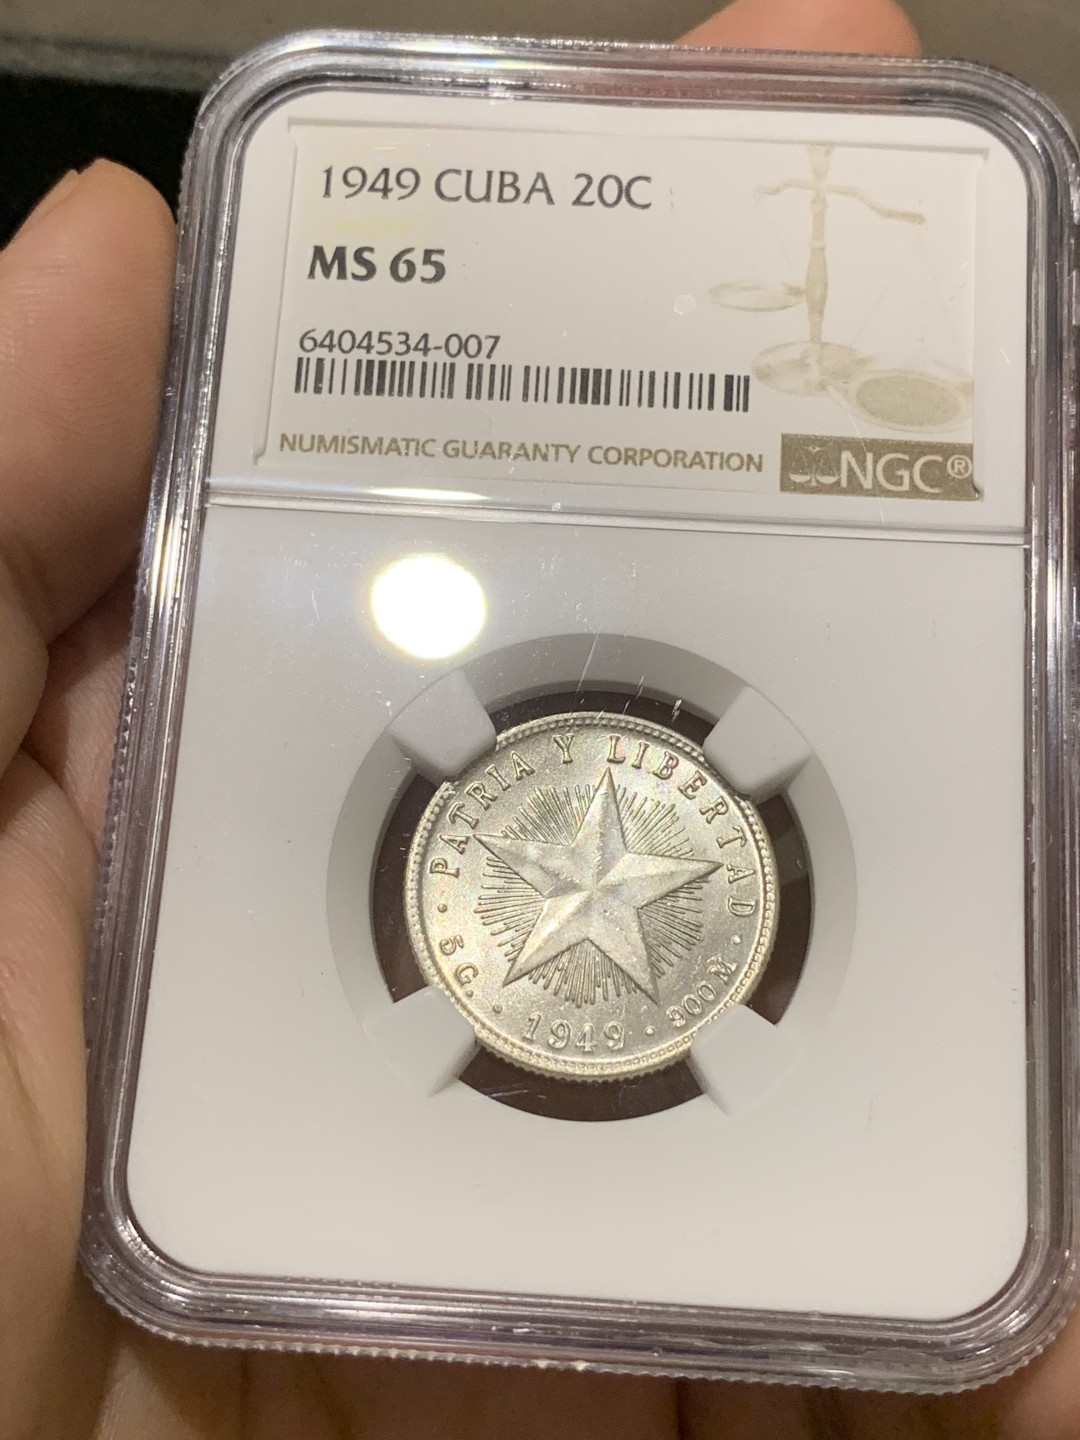 1949 CUBA 20C
MS 65
6404534-007
NUMISMATIC GUARANTY CORPORATION
NGC®
PATRIA Y LIBERTAD
· 5 G. · 1949 · 900 M ·